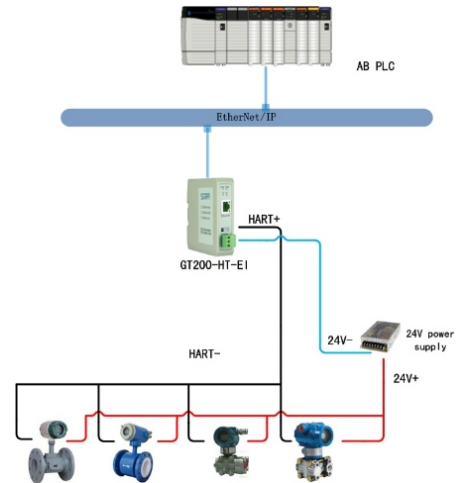 AB PLC
EtherNet/IP
HART+
GT200-HT-EI
24V-
24V power
supply
HART-
24V+